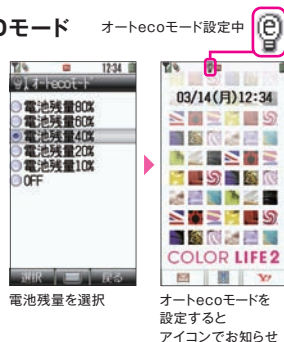 Oモード
オートecoモード設定中
12:34
オートecoモード
電池残量80%
電池残量60%
電池残量40%
電池残量20%
電池残量10%
OFF
選択
戻る
電池残量を選択
03/14(月)12:34
COLOR LIFE2
Y!
オートecoモードを
設定すると
アイコンでお知らせ